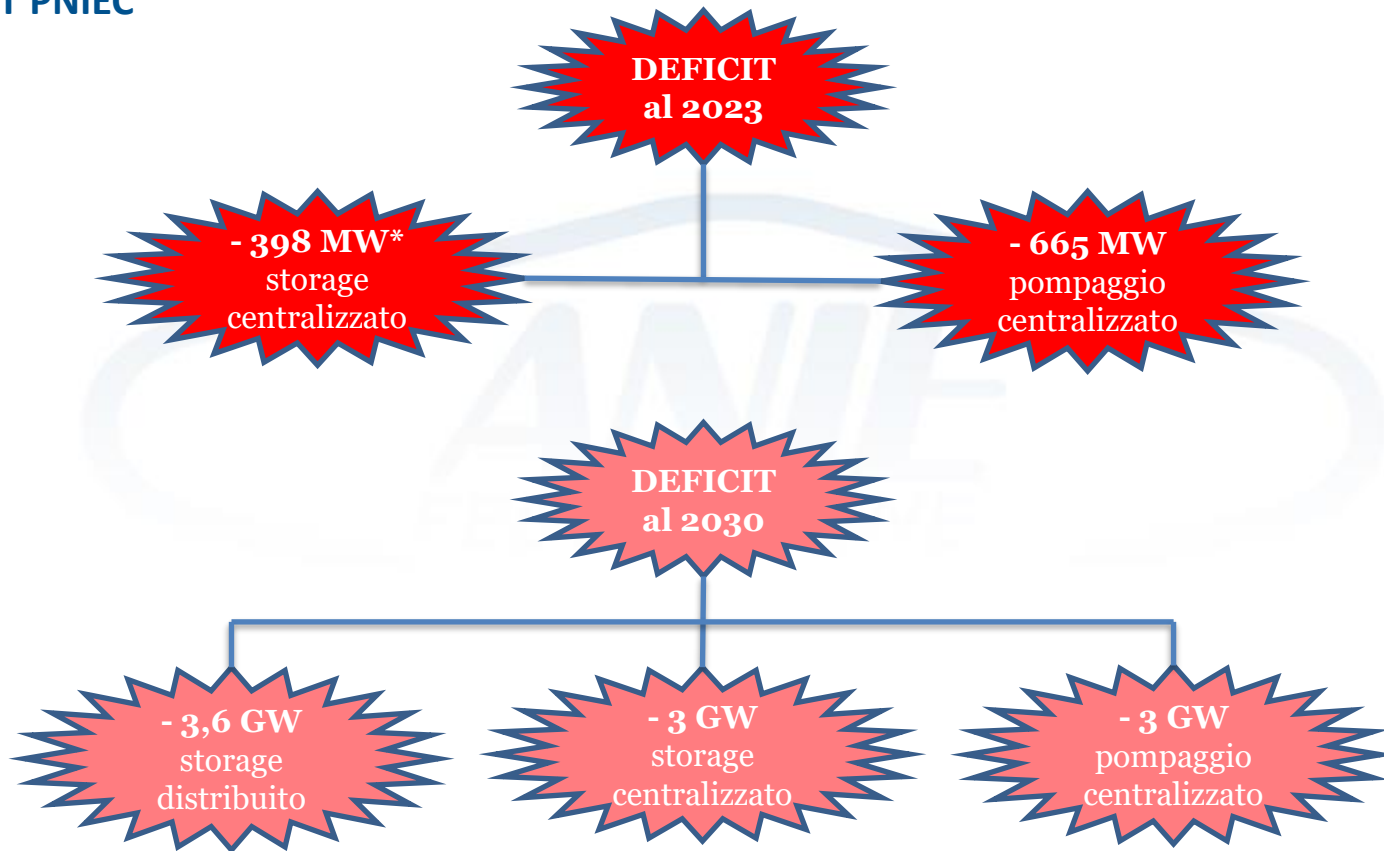 PNIEC
DEFICIT
al 2023
- 398 MW*
storage
centralizzato
- 665 MW
pompaggio
centralizzato
ANIE
DEFICIT
al 2030
- 3,6 GW
storage
distribuito
- 3 GW
storage
centralizzato
- 3 GW
pompaggio
centralizzato